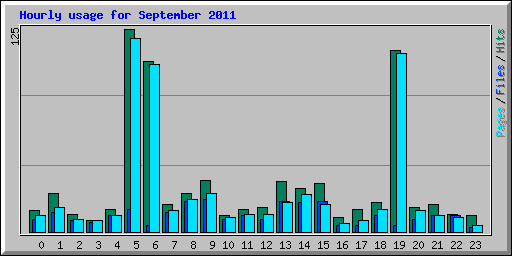 Hourly usage for September 2011
125
Pages/Files/Hits
0 1 2 3 4 5 6 7 8 9 10 11 12 13 14 15 16 17 18 19 20 21 22 23